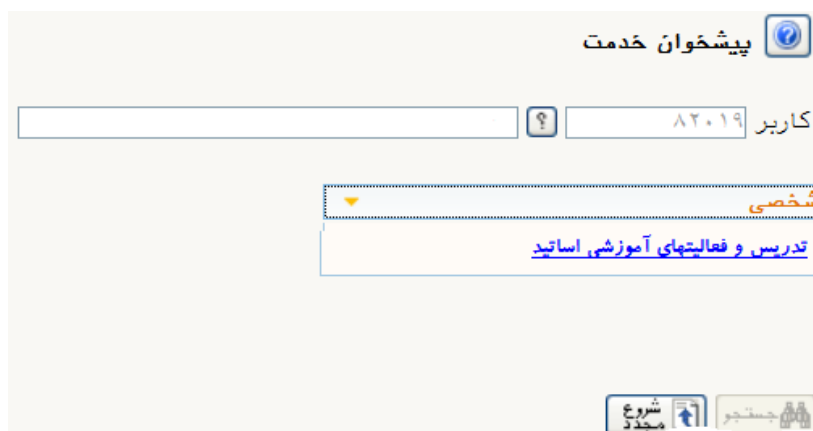 پیشخوان خدمت
کاربر ۸۲۰۱۹ ؟
شخصی
تدریس و فعالیتهای آموزشی اساتید
جستجو شروع مجدد